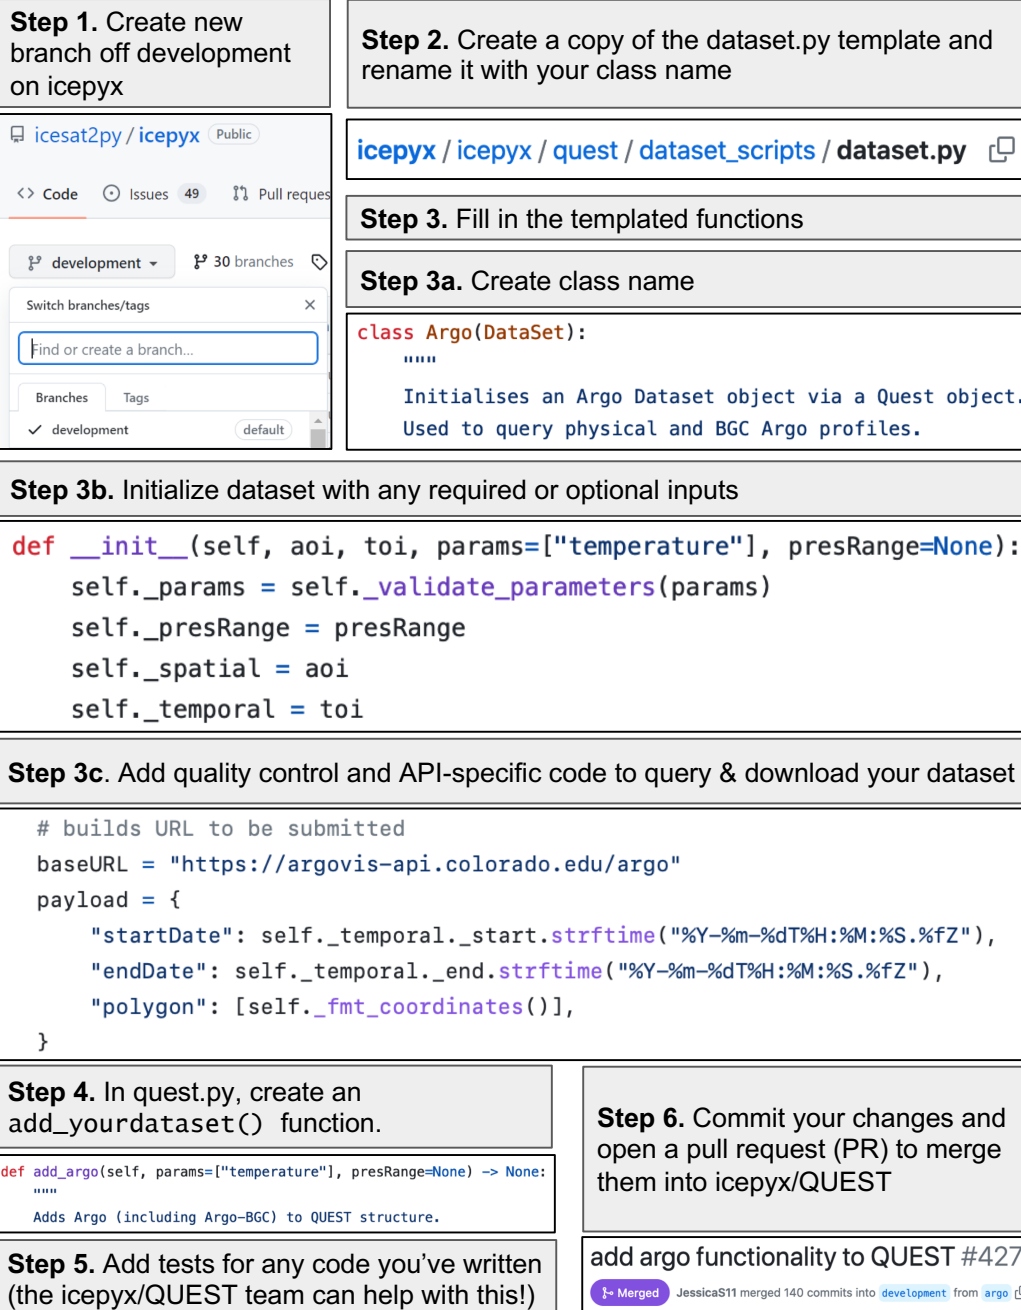 Step 1. Create new
branch off development
on icepyx
icesat2py / icepyx Public
<> Code Issues 49 Pull reques
development 30 branches
Switch branches/tags ×
Find or create a branch...
Branches Tags
✓ development default
Step 2. Create a copy of the dataset.py template and
rename it with your class name
icepyx / icepyx / quest / dataset_scripts / dataset.py
Step 3. Fill in the templated functions
Step 3a. Create class name
class Argo(DataSet):
"""
Initialises an Argo Dataset object via a Quest object.
Used to query physical and BGC Argo profiles.
Step 3b. Initialize dataset with any required or optional inputs
def __init__(self, aoi, toi, params=["temperature"], presRange=None):
self._params = self._validate_parameters(params)
self._presRange = presRange
self._spatial = aoi
self._temporal = toi
Step 3c. Add quality control and API-specific code to query & download your dataset
# builds URL to be submitted
baseURL = "https://argovis-api.colorado.edu/argo"
payload = {
"startDate": self._temporal._start.strftime("%Y-%m-%dT%H:%M:%S.%fZ"),
"endDate": self._temporal._end.strftime("%Y-%m-%dT%H:%M:%S.%fZ"),
"polygon": [self._fmt_coordinates()],
}
Step 4. In quest.py, create an
add_yourdataset() function.
def add_argo(self, params=["temperature"], presRange=None) -> None:
"""
Adds Argo (including Argo-BGC) to QUEST structure.
Step 5. Add tests for any code you've written
(the icepyx/QUEST team can help with this!)
Step 6. Commit your changes and
open a pull request (PR) to merge
them into icepyx/QUEST
add argo functionality to QUEST #427
Merged JessicaS11 merged 140 commits into development from argo